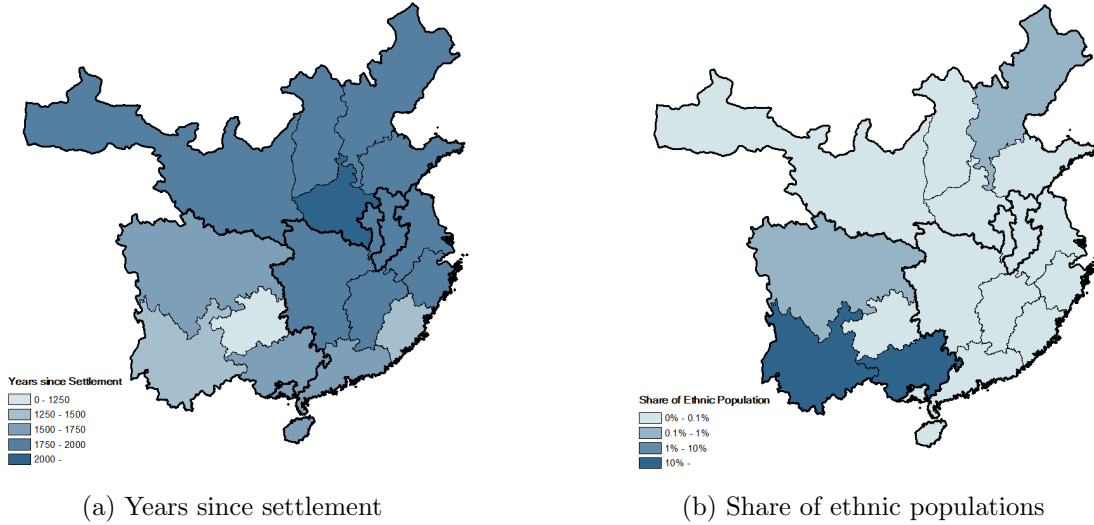 Years since Settlement
0 - 1250
1250 - 1500
1500 - 1750
1750 - 2000
2000 -
(a) Years since settlement
Share of Ethnic Population
0% - 0.1%
0.1% - 1%
1% - 10%
10% -
(b) Share of ethnic populations